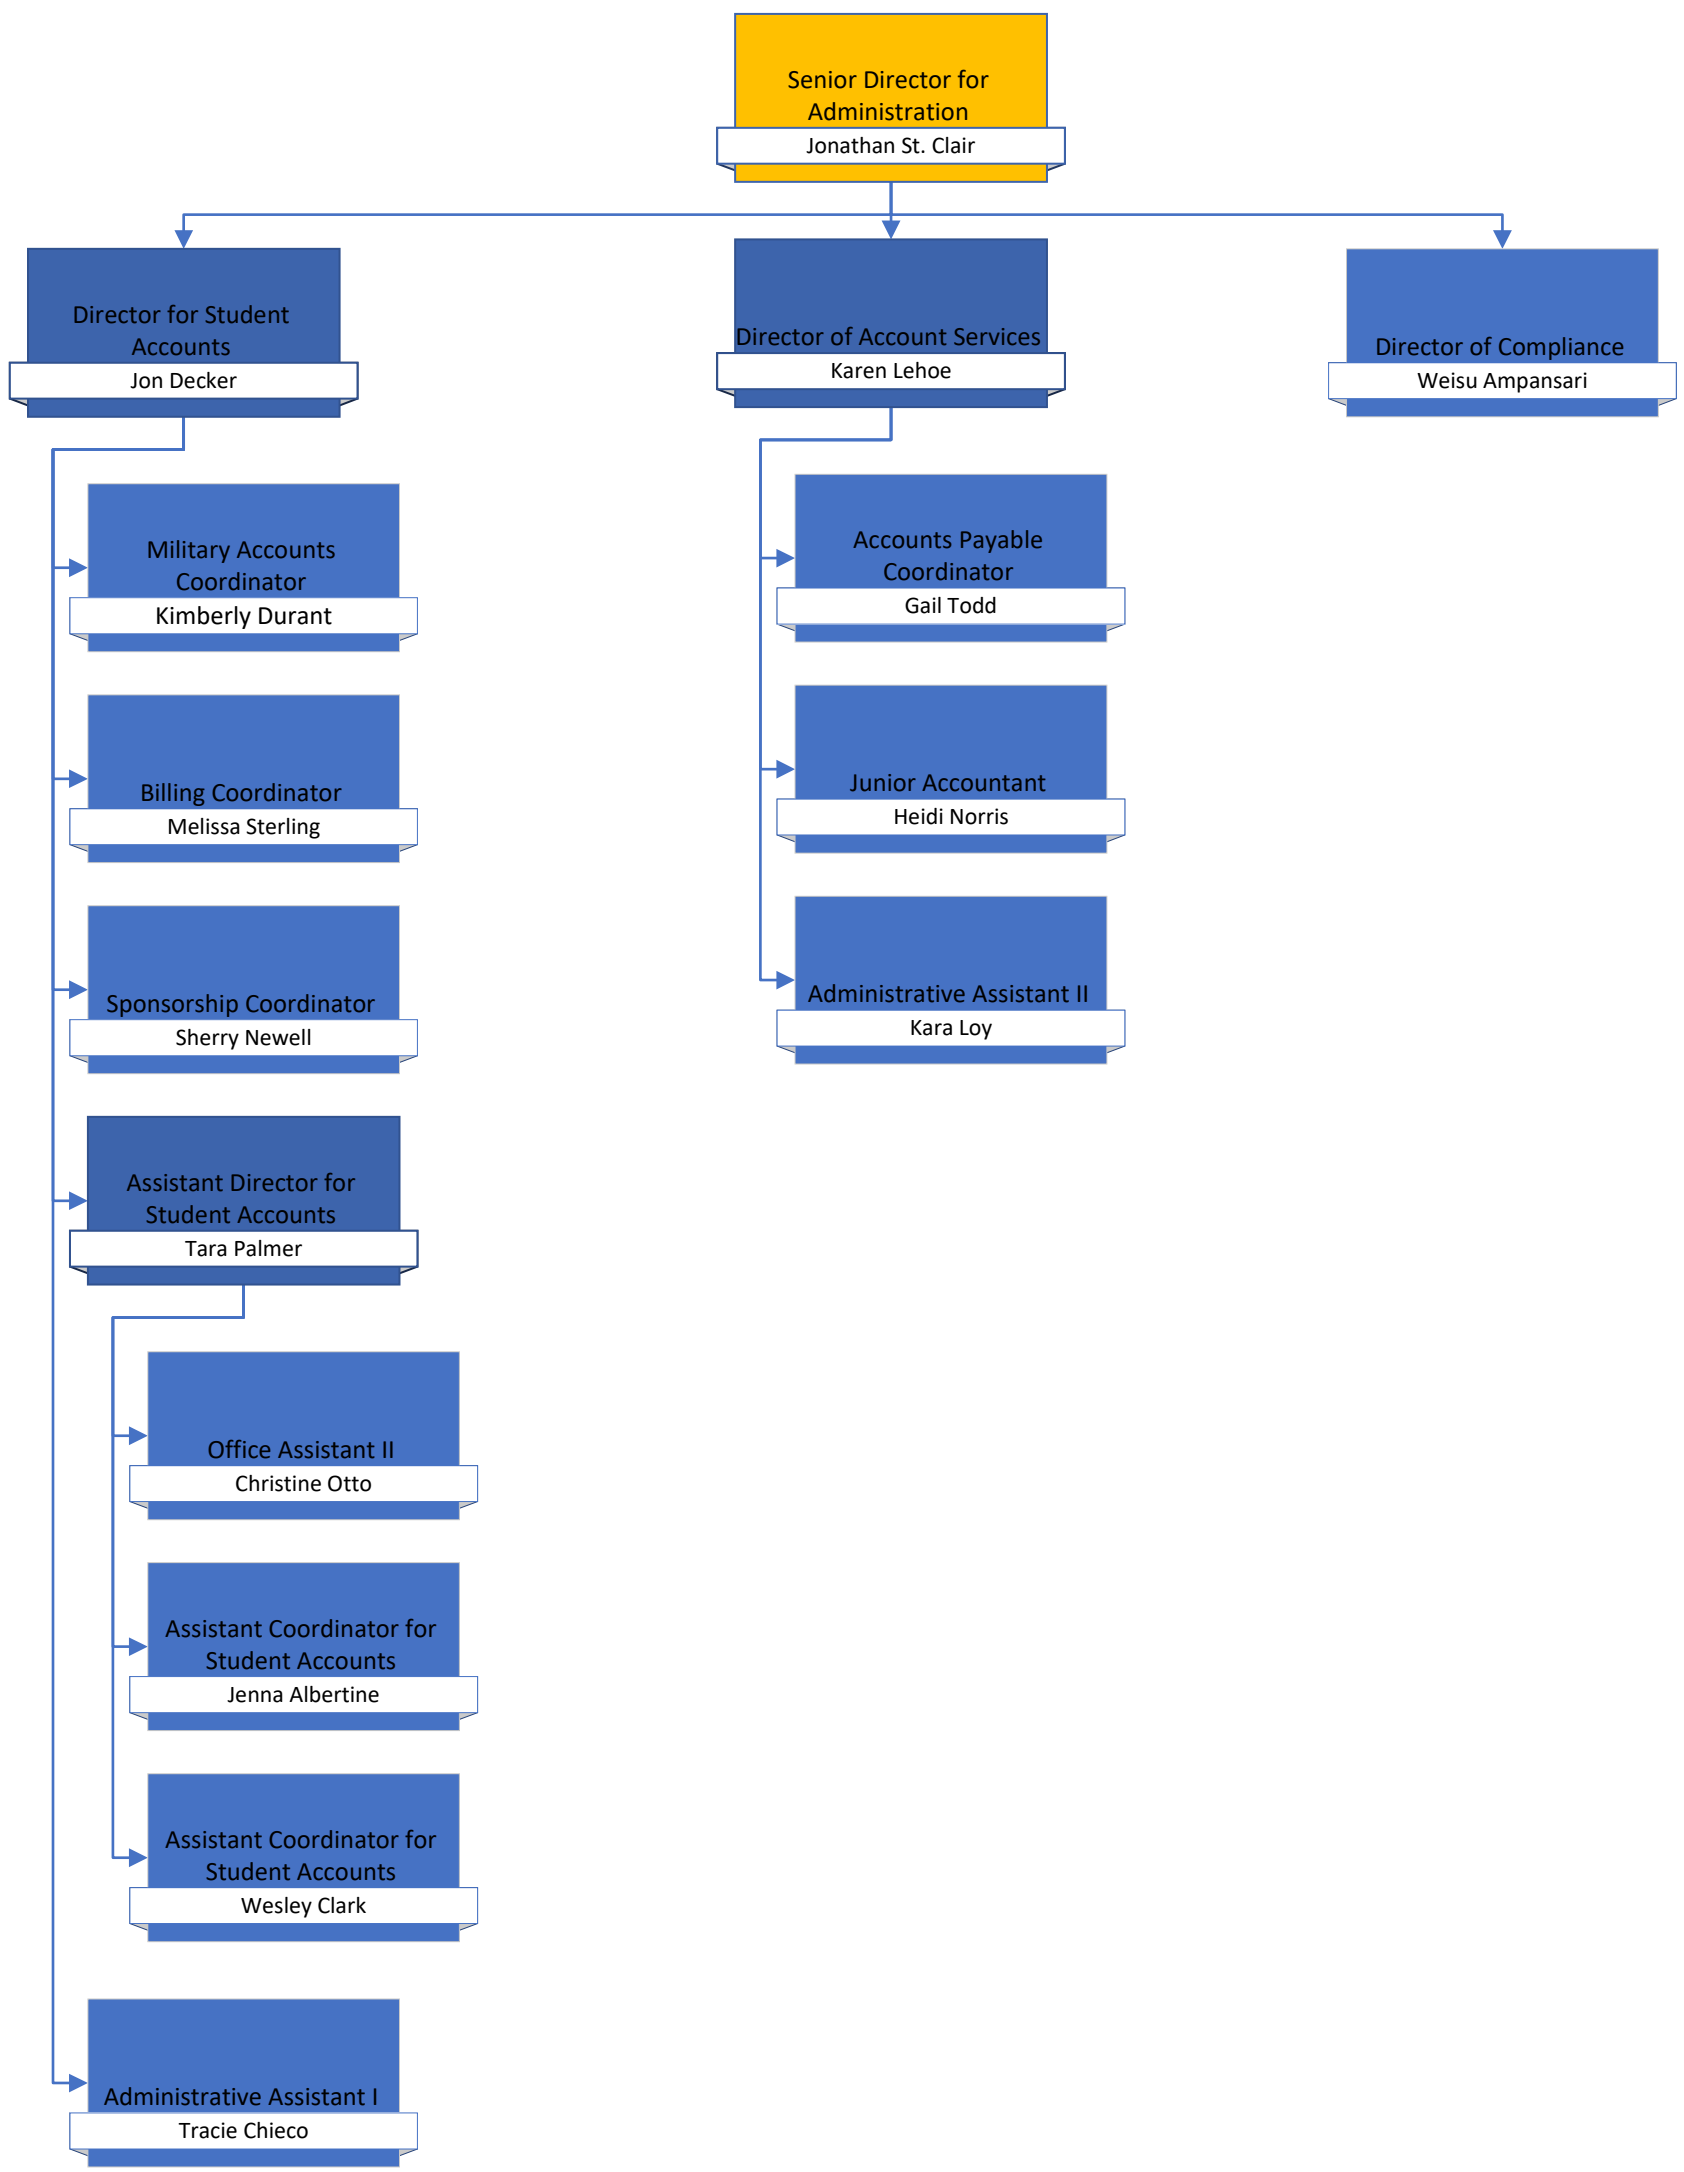 Senior Director for
Administration
Jonathan St. Clair
Director for Student
Accounts
Jon Decker
Director of Account Services
Karen Lehoe
Director of Compliance
Weisu Ampansari
Military Accounts
Coordinator
Kimberly Durant
Billing Coordinator
Melissa Sterling
Sponsorship Coordinator
Sherry Newell
Assistant Director for
Student Accounts
Tara Palmer
Office Assistant II
Christine Otto
Assistant Coordinator for
Student Accounts
Jenna Albertine
Assistant Coordinator for
Student Accounts
Wesley Clark
Administrative Assistant I
Tracie Chieco
Accounts Payable
Coordinator
Gail Todd
Junior Accountant
Heidi Norris
Administrative Assistant II
Kara Loy